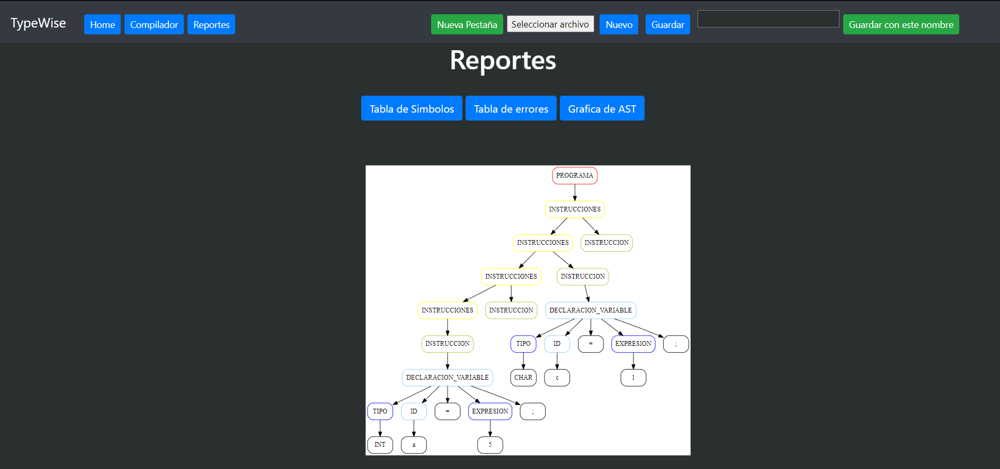 TypeWise Home Compilador Reportes Nueva Pestaña Seleccionar archivo Nuevo Guardar Guardar con este nombre
Reportes
Tabla de Simbolos Tabla de errores Grafica de AST
PROGRAMA
INSTRUCCIONES
INSTRUCCIONES INSTRUCCION
INSTRUCCIONES INSTRUCCION
INSTRUCCIONES INSTRUCCION DECLARACION_VARIABLE
INSTRUCCION TIPO ID = EXPRESION ;
DECLARACION_VARIABLE CHAR c 1
TIPO ID = EXPRESION ;
INT a 5